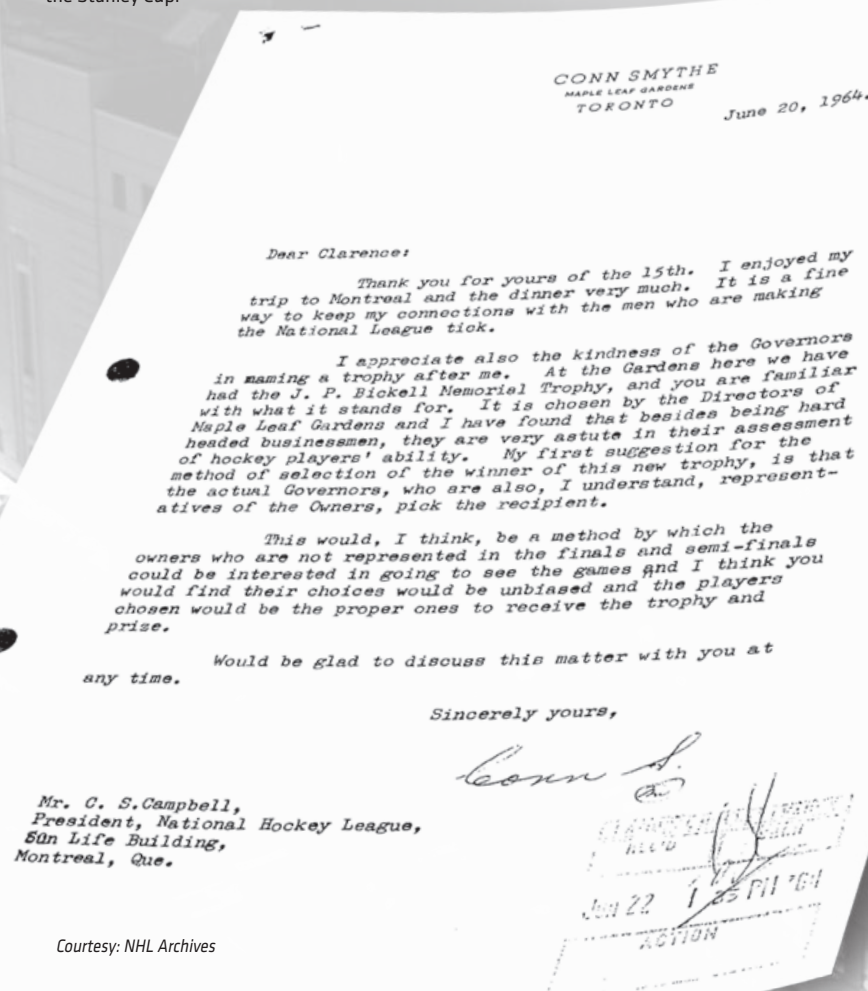 the Stanley Cup.
CONN SMYTHE
MAPLE LEAF GARDENS
TORONTO
June 20, 1964.
Dear Clarence:
Thank you for yours of the 15th. I enjoyed my
trip to Montreal and the dinner very much. It is a fine
way to keep my connections with the men who are making
the National League tick.
I appreciate also the kindness of the Governors
in naming a trophy after me. At the Gardens here we have
had the J. P. Bickell Memorial Trophy, and you are familiar
with what it stands for. It is chosen by the Directors of
Maple Leaf Gardens and I have found that besides being hard
headed businessmen, they are very astute in their assessment
of hockey players' ability. My first suggestion for the
method of selection of the winner of this new trophy, is that
the actual Governors, who are also, I understand, represent-
atives of the Owners, pick the recipient.
This would, I think, be a method by which the
owners who are not represented in the finals and semi-finals
could be interested in going to see the games and I think you
would find their choices would be unbiased and the players
chosen would be the proper ones to receive the trophy and
prize.
Would be glad to discuss this matter with you at
any time.
Sincerely yours,
Conn S.
Mr. C. S.Campbell,
President, National Hockey League,
Sun Life Building,
Montreal, Que.
REC'D
Jun 22 1 25 PM '64
ACTION
Courtesy: NHL Archives